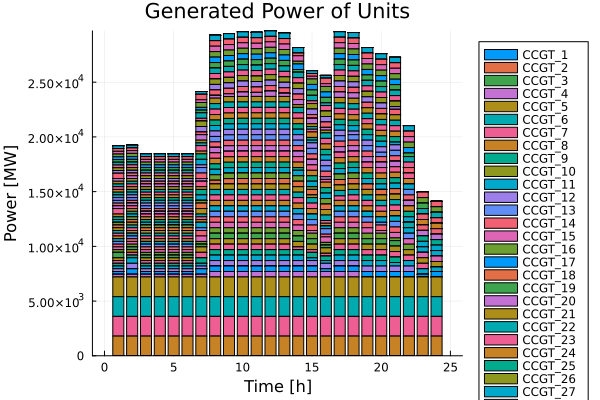 Generated Power of Units
Power [MW]
2.50×10⁴
2.00×10⁴
1.50×10⁴
1.00×10⁴
5.00×10³
0
0 5 10 15 20 25
Time [h]
CCGT_1
CCGT_2
CCGT_3
CCGT_4
CCGT_5
CCGT_6
CCGT_7
CCGT_8
CCGT_9
CCGT_10
CCGT_11
CCGT_12
CCGT_13
CCGT_14
CCGT_15
CCGT_16
CCGT_17
CCGT_18
CCGT_19
CCGT_20
CCGT_21
CCGT_22
CCGT_23
CCGT_24
CCGT_25
CCGT_26
CCGT_27